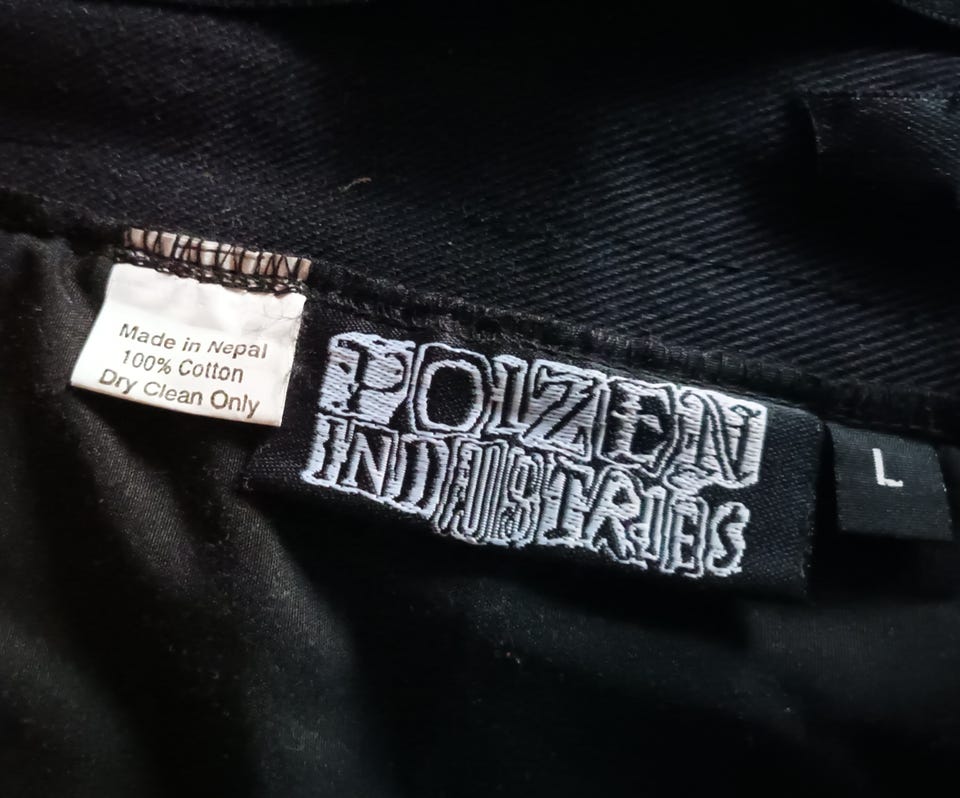 Made in Nepal
100% Cotton
Dry Clean Only
POIZEN
INDUSTRIES
L